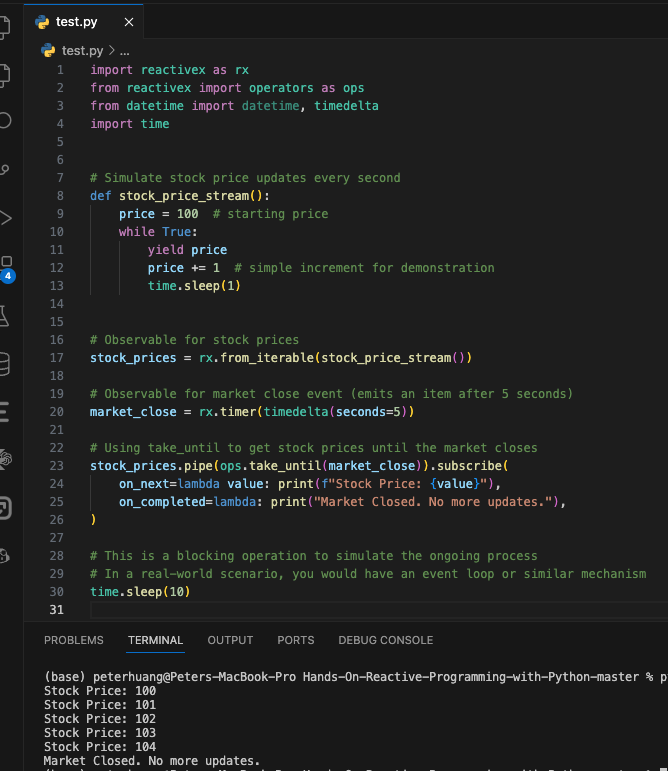 test.py
test.py > ...
1 import reactivex as rx
2 from reactivex import operators as ops
3 from datetime import datetime, timedelta
4 import time
5
6
7 # Simulate stock price updates every second
8 def stock_price_stream():
9     price = 100  # starting price
10     while True:
11         yield price
12         price += 1  # simple increment for demonstration
13         time.sleep(1)
14
15
16 # Observable for stock prices
17 stock_prices = rx.from_iterable(stock_price_stream())
18
19 # Observable for market close event (emits an item after 5 seconds)
20 market_close = rx.timer(timedelta(seconds=5))
21
22 # Using take_until to get stock prices until the market closes
23 stock_prices.pipe(ops.take_until(market_close)).subscribe(
24     on_next=lambda value: print(f"Stock Price: {value}"),
25     on_completed=lambda: print("Market Closed. No more updates."),
26 )
27
28 # This is a blocking operation to simulate the ongoing process
29 # In a real-world scenario, you would have an event loop or similar mechanism
30 time.sleep(10)
31
4
PROBLEMS TERMINAL OUTPUT PORTS DEBUG CONSOLE
(base) peterhuang@Peters-MacBook-Pro Hands-On-Reactive-Programming-with-Python-master % p
Stock Price: 100
Stock Price: 101
Stock Price: 102
Stock Price: 103
Stock Price: 104
Market Closed. No more updates.